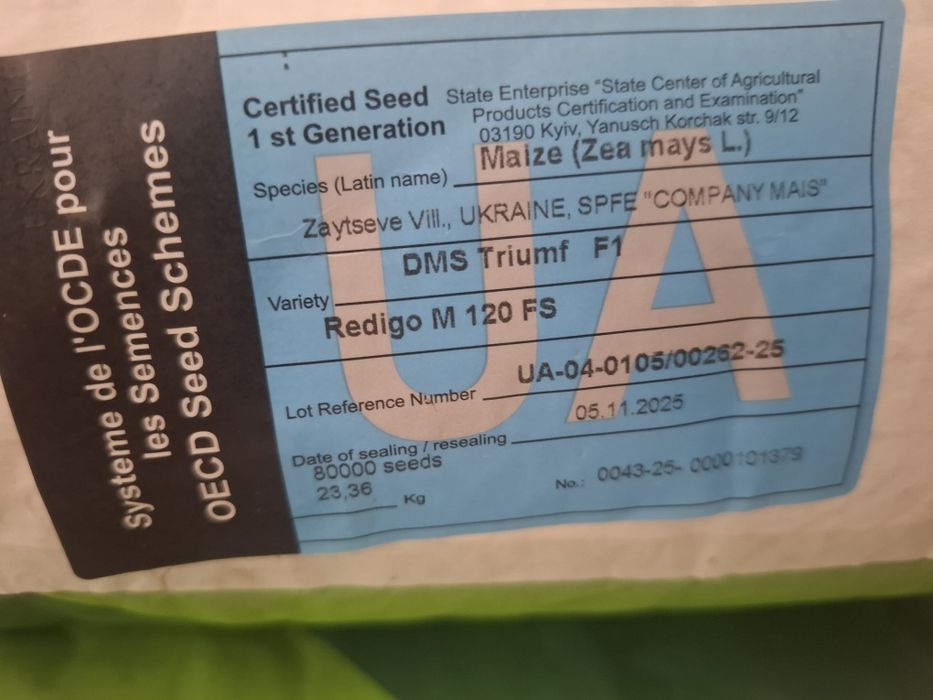 Système de l'OCDE pour
les Semences
OECD Seed Schemes
Certified Seed
1 st Generation
State Enterprise "State Center of Agricultural
Products Certification and Examination"
03190 Kyiv, Yanusch Korchak str. 9/12
Species (Latin name) Maize (Zea mays L.)
Zaytseve Vill., UKRAINE, SPFE "COMPANY MAIS"
Variety DMS Triumf F1
Redigo M 120 FS
Lot Reference Number UA-04-0105/00262-25
Date of sealing / resealing 05.11.2025
80000 seeds
23,36 Kg
No.: 0043-25- 0000101379
UA